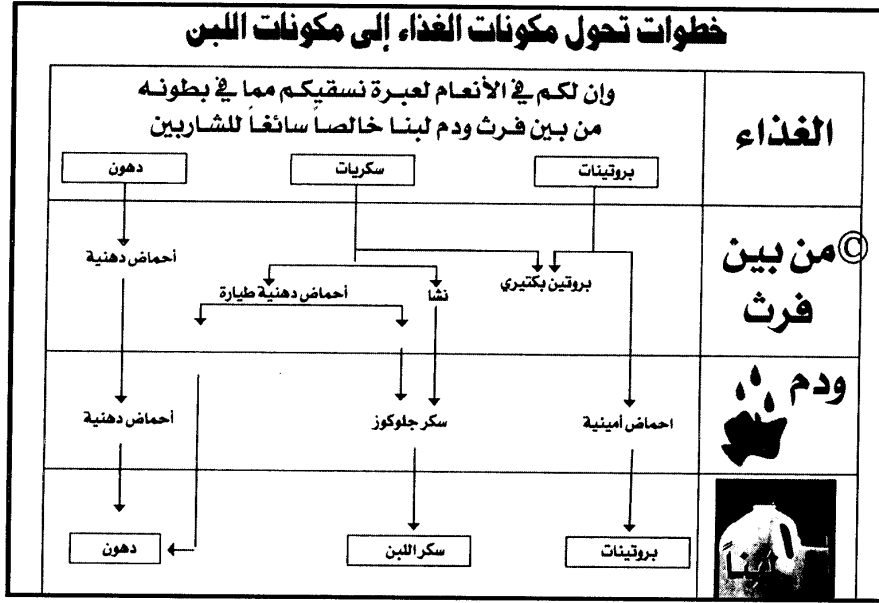 خطوات تحول مكونات الغذاء إلى مكونات اللبن
الغذاء
وان لكم في الأنعام لعبرة نسقيكم مما في بطونه
من بين فرث ودم لبنا خالصاً سائغاً للشاربين
بروتينات
سكريات
دهون
© من بين
فرث
بروتين بكتيري
نشا
أحماض دهنية طيارة
أحماض دهنية
ودم
احماض أمينية
سكر جلوكوز
أحماض دهنية
لبناً
بروتينات
سكر اللبن
دهون